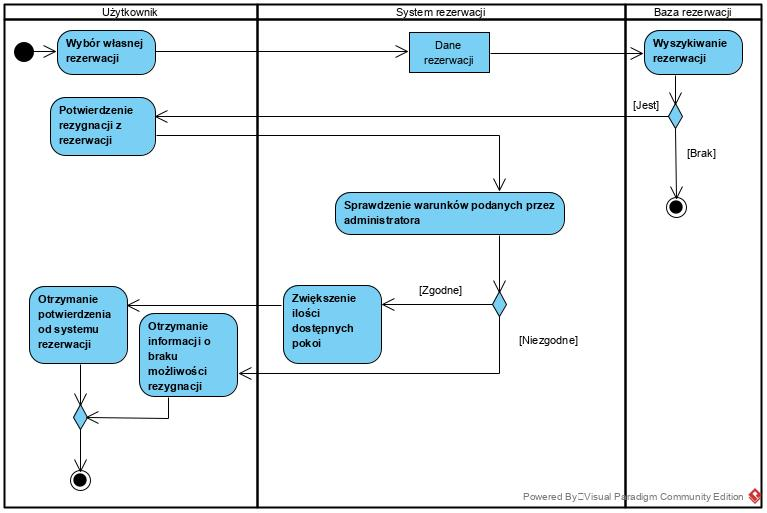 Użytkownik
System rezerwacji
Baza rezerwacji
Wybór własnej
rezerwacji
Dane
rezerwacji
Wyszykiwanie
rezerwacji
[Jest]
Potwierdzenie
rezygnacji z
rezerwacji
[Brak]
Sprawdzenie warunków podanych przez
administratora
Otrzymanie
potwierdzenia
od systemu
rezerwacji
Zwiększenie
ilości
dostępnych
pokoi
[Zgodne]
Otrzymanie
informacji o
braku
możliwości
rezygnacji
[Niezgodne]
Powered By Visual Paradigm Community Edition